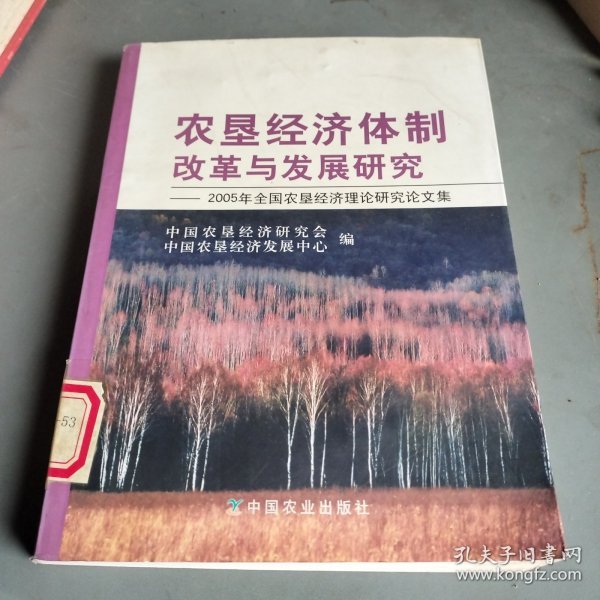 农垦经济体制
改革与发展研究
—— 2005年全国农垦经济理论研究论文集
中国农垦经济研究会
中国农垦经济发展中心
编
-53
中国农业出版社
孔夫子旧书网
www.kongfz.com